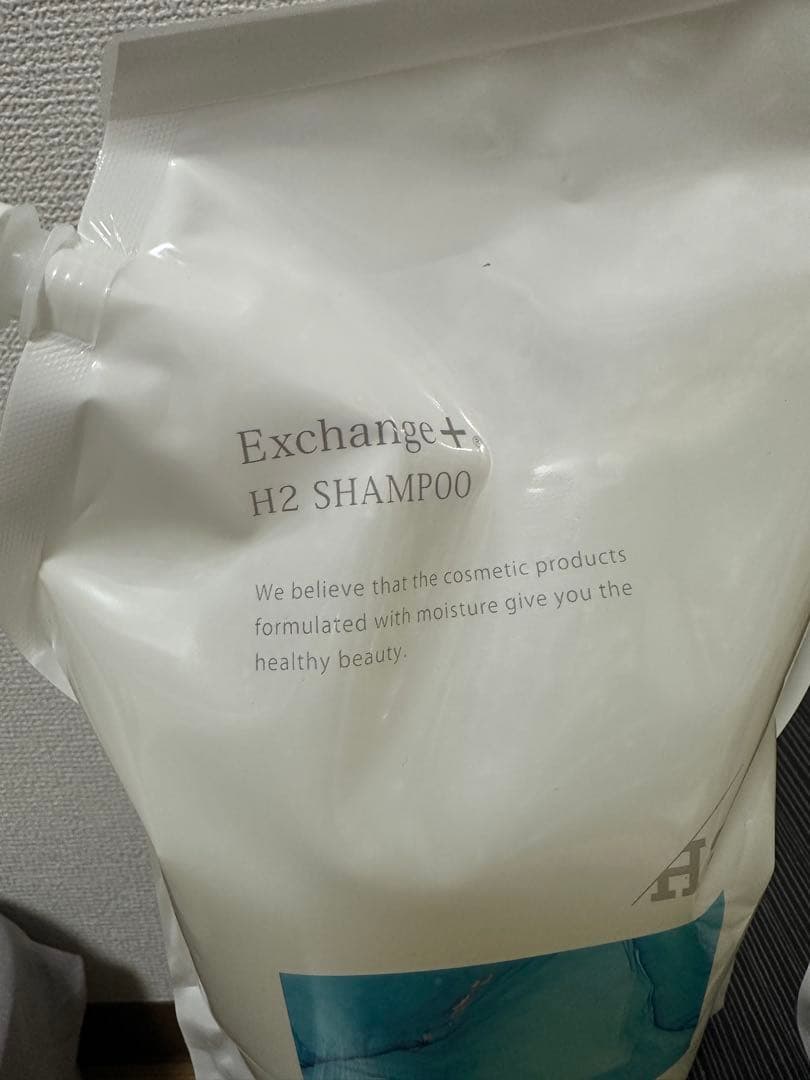 Exchange+®
H2 SHAMPOO
We believe that the cosmetic products
formulated with moisture give you the
healthy beauty.
H